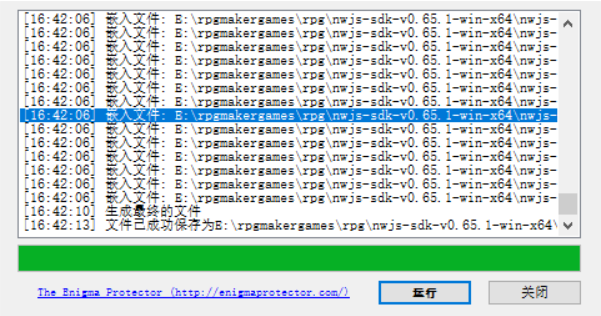 [16:42:06] 嵌入文件: E:\rpgmakergames\rpg\nwjs-sdk-v0.65.1-win-x64\nwjs-
[16:42:06] 嵌入文件: E:\rpgmakergames\rpg\nwjs-sdk-v0.65.1-win-x64\nwjs-
[16:42:06] 嵌入文件: E:\rpgmakergames\rpg\nwjs-sdk-v0.65.1-win-x64\nwjs-
[16:42:06] 嵌入文件: E:\rpgmakergames\rpg\nwjs-sdk-v0.65.1-win-x64\nwjs-
[16:42:06] 嵌入文件: E:\rpgmakergames\rpg\nwjs-sdk-v0.65.1-win-x64\nwjs-
[16:42:06] 嵌入文件: E:\rpgmakergames\rpg\nwjs-sdk-v0.65.1-win-x64\nwjs-
[16:42:06] 嵌入文件: E:\rpgmakergames\rpg\nwjs-sdk-v0.65.1-win-x64\nwjs-
[16:42:06] 嵌入文件: E:\rpgmakergames\rpg\nwjs-sdk-v0.65.1-win-x64\nwjs-
[16:42:06] 嵌入文件: E:\rpgmakergames\rpg\nwjs-sdk-v0.65.1-win-x64\nwjs-
[16:42:06] 嵌入文件: E:\rpgmakergames\rpg\nwjs-sdk-v0.65.1-win-x64\nwjs-
[16:42:06] 嵌入文件: E:\rpgmakergames\rpg\nwjs-sdk-v0.65.1-win-x64\nwjs-
[16:42:06] 嵌入文件: E:\rpgmakergames\rpg\nwjs-sdk-v0.65.1-win-x64\nwjs-
[16:42:06] 嵌入文件: E:\rpgmakergames\rpg\nwjs-sdk-v0.65.1-win-x64\nwjs-
[16:42:06] 嵌入文件: E:\rpgmakergames\rpg\nwjs-sdk-v0.65.1-win-x64\nwjs-
[16:42:10] 生成最终的文件
[16:42:13] 文件已成功保存为E:\rpgmakergames\rpg\nwjs-sdk-v0.65.1-win-x64\
The Enigma Protector (http://enigmaprotector.com/)
运行
关闭